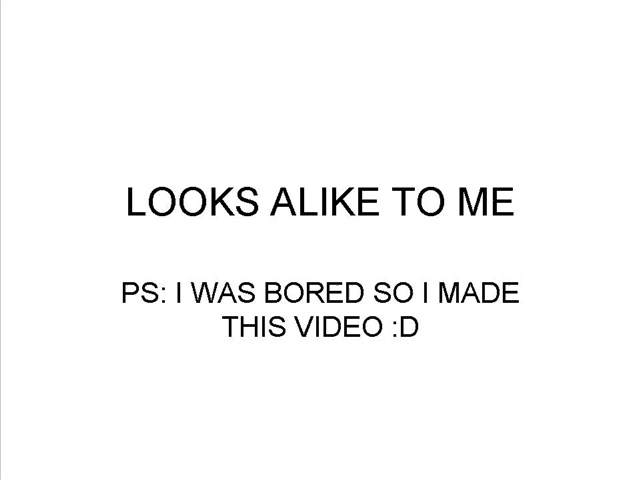 LOOKS ALIKE TO ME
PS: I WAS BORED SO I MADE
THIS VIDEO :D